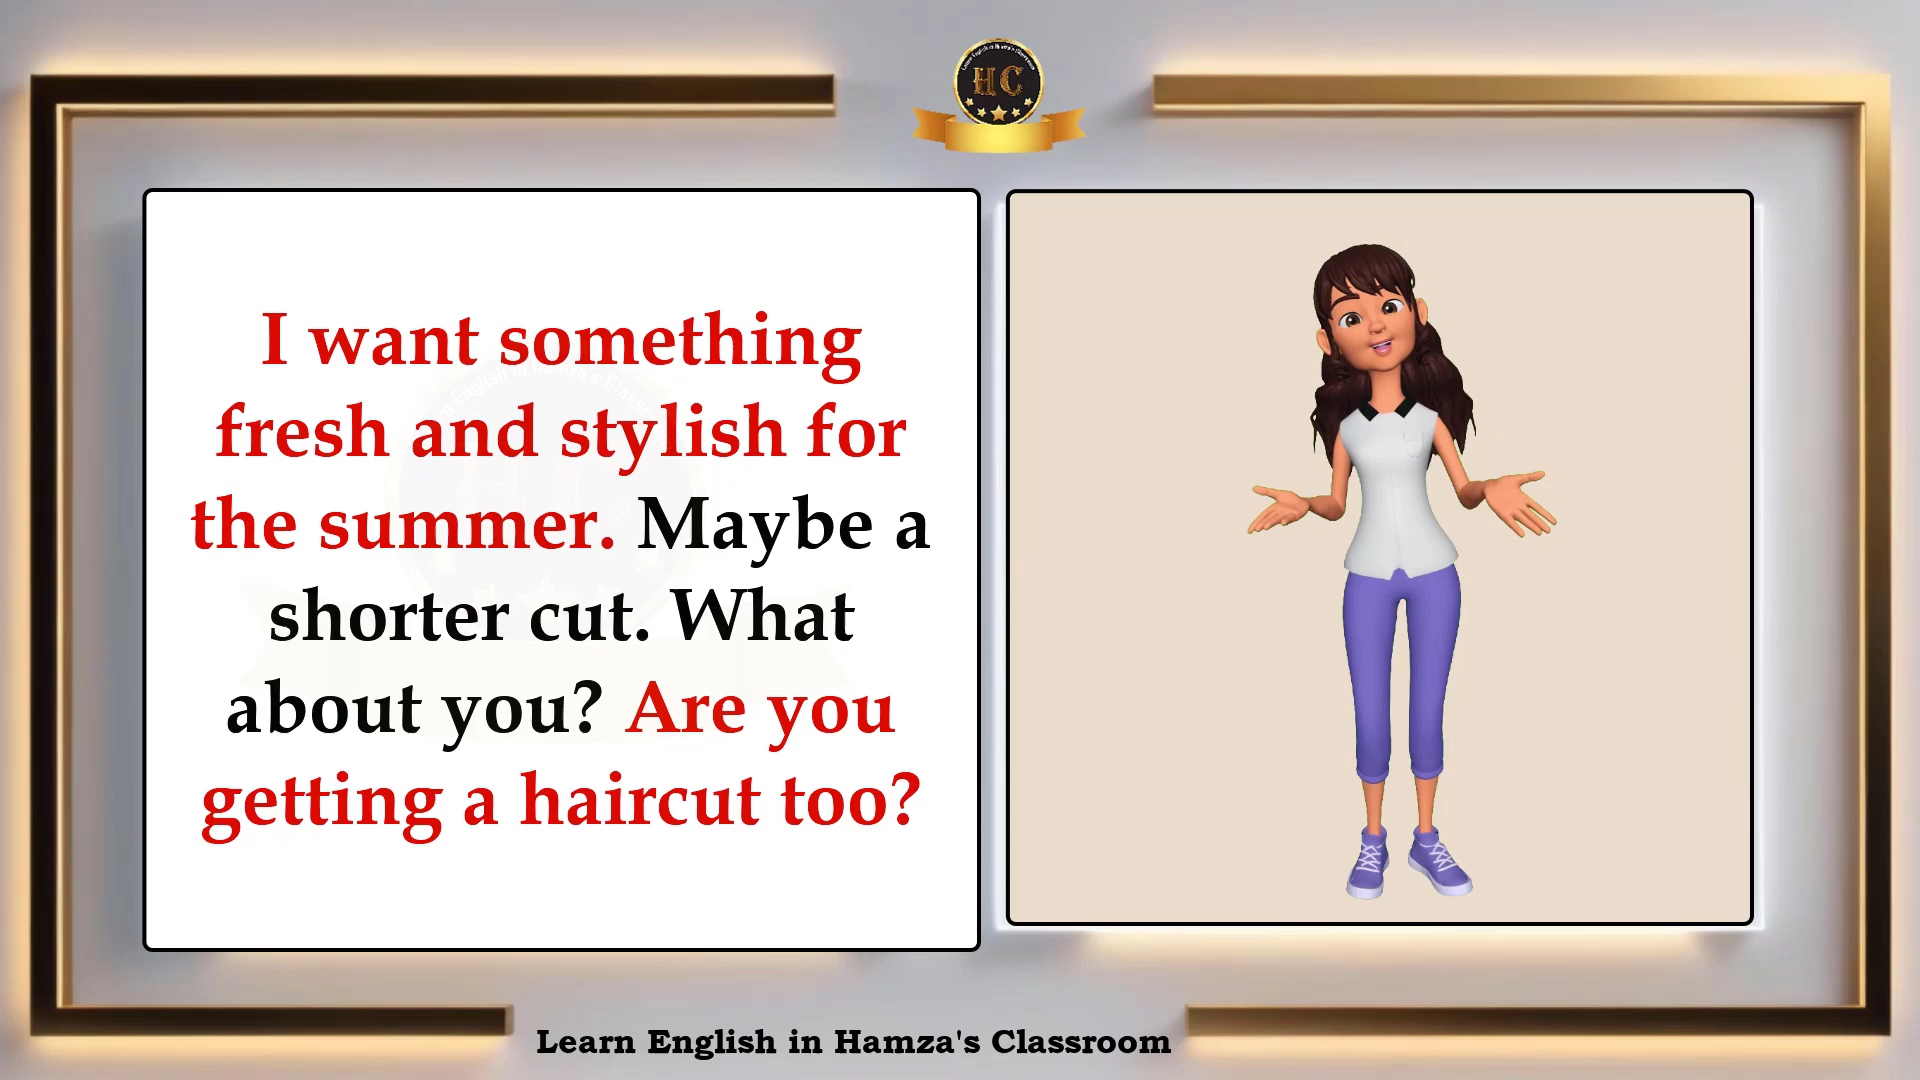 HC
I want something
fresh and stylish for
the summer. Maybe a
shorter cut. What
about you? Are you
getting a haircut too?
Learn English in Hamza's Classroom